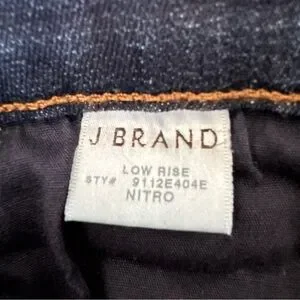 J BRAND
LOW RISE
STY# 9112E404E
NITRO